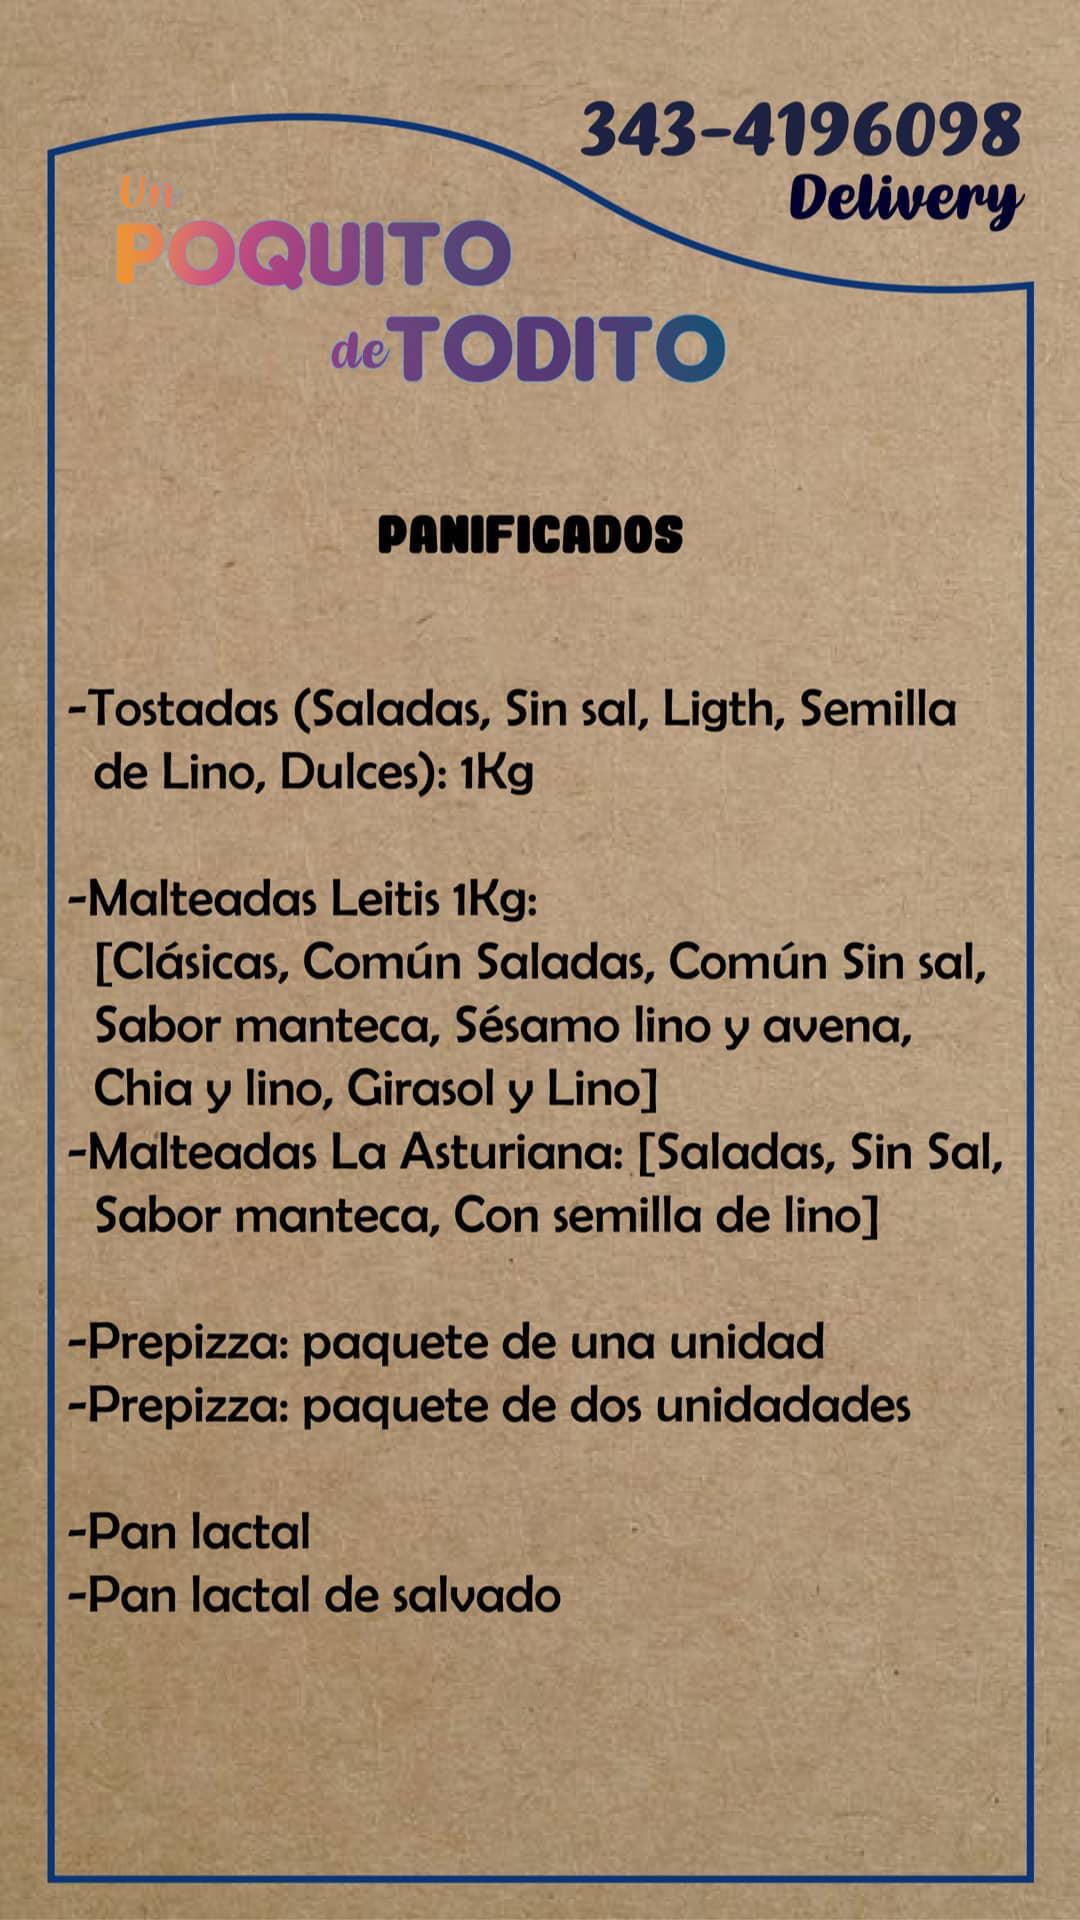 343-4196098
Delivery
Un
POQUITO
de TODITO
PANIFICADOS
-Tostadas (Saladas, Sin sal, Ligth, Semilla
de Lino, Dulces): 1Kg
-Malteadas Leitis 1Kg:
[Clásicas, Común Saladas, Común Sin sal,
Sabor manteca, Sésamo lino y avena,
Chia y lino, Girasol y Lino]
-Malteadas La Asturiana: [Saladas, Sin Sal,
Sabor manteca, Con semilla de lino]
-Prepizza: paquete de una unidad
-Prepizza: paquete de dos unidadades
-Pan lactal
-Pan lactal de salvado